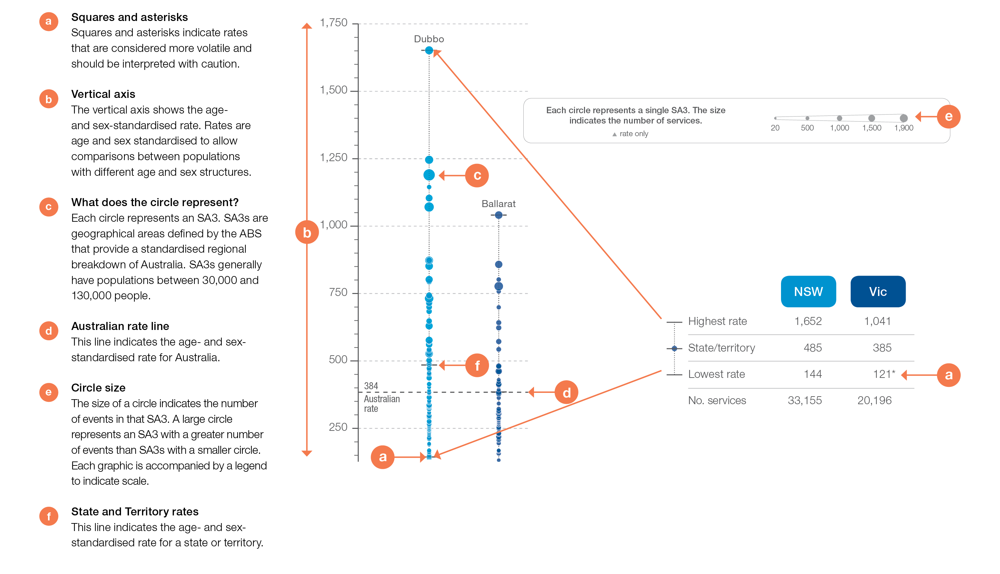 a
Squares and asterisks
Squares and asterisks indicate rates
that are considered more volatile and
should be interpreted with caution.
b
Vertical axis
The vertical axis shows the age-
and sex-standardised rate. Rates are
age and sex standardised to allow
comparisons between populations
with different age and sex structures.
c
What does the circle represent?
Each circle represents an SA3. SA3s are
geographical areas defined by the ABS
that provide a standardised regional
breakdown of Australia. SA3s generally
have populations between 30,000 and
130,000 people.
d
Australian rate line
This line indicates the age- and sex-
standardised rate for Australia.
e
Circle size
The size of a circle indicates the number
of events in that SA3. A large circle
represents an SA3 with a greater number
of events than SA3s with a smaller circle.
Each graphic is accompanied by a legend
to indicate scale.
f
State and Territory rates
This line indicates the age- and sex-
standardised rate for a state or territory.
b
1,750
1,500
1,250
1,000
750
500
250
Dubbo
c
Ballarat
f
384
Australian
rate
d
a
Each circle represents a single SA3. The size
indicates the number of services.
▲ rate only
20 500 1,000 1,500 1,900
e
NSW Vic
Highest rate 1,652 1,041
State/territory 485 385
Lowest rate 144 121*
a
No. services 33,155 20,196